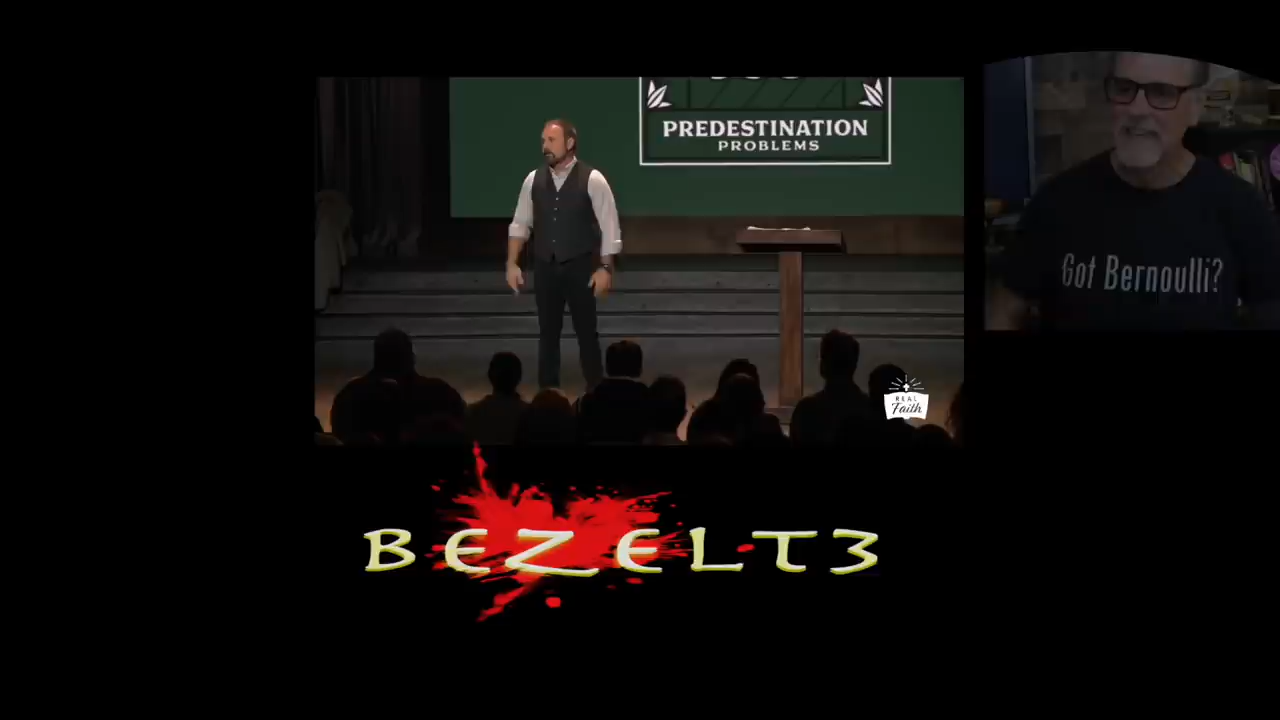 PREDESTINATION
PROBLEMS
Got Bernoulli?
REAL
Faith
BEZELT3